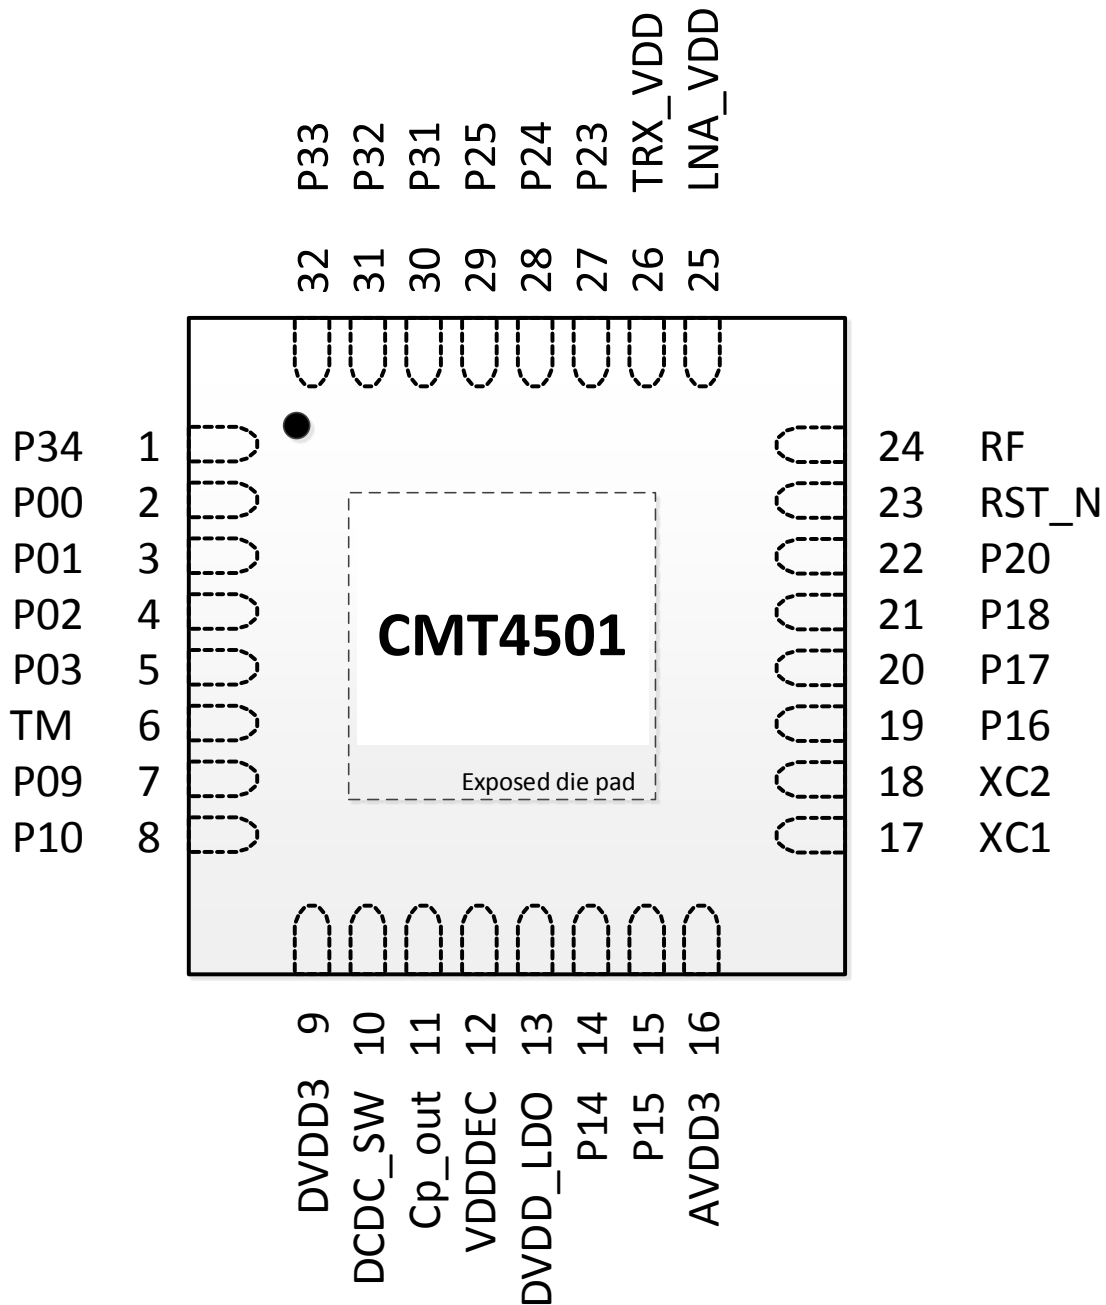 P33 P32 P31 P25 P24 P23 TRX_VDD LNA_VDD
32 31 30 29 28 27 26 25
P34 1
P00 2
P01 3
P02 4
P03 5
TM 6
P09 7
P10 8
CMT4501
Exposed die pad
24 RF
23 RST_N
22 P20
21 P18
20 P17
19 P16
18 XC2
17 XC1
9 10 11 12 13 14 15 16
DVDD3 DCDC_SW Cp_out VDDDEC DVDD_LDO P14 P15 AVDD3